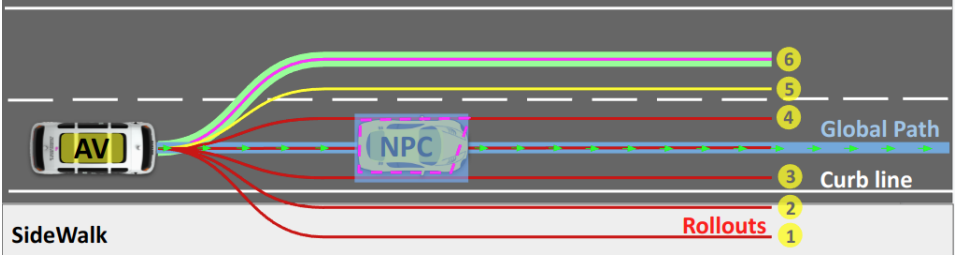 6
5
4
Global Path
AV
NPC
3
Curb line
2
Rollouts
1
SideWalk